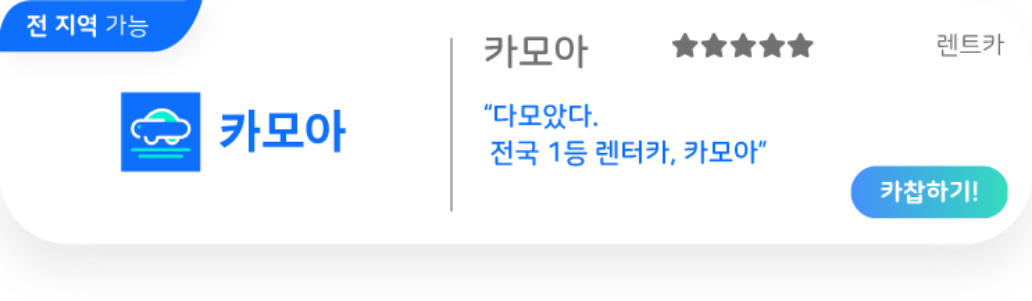 전 지역 가능
카모아
카모아 ★★★★★ 렌트카
“다모았다.
전국 1등 렌터카, 카모아”
카찹하기!